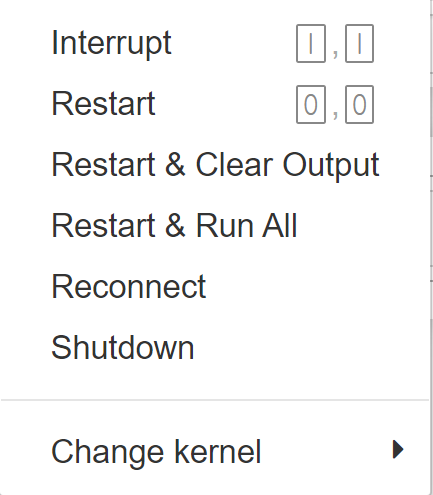 Interrupt I , I
Restart 0 , 0
Restart & Clear Output
Restart & Run All
Reconnect
Shutdown
Change kernel